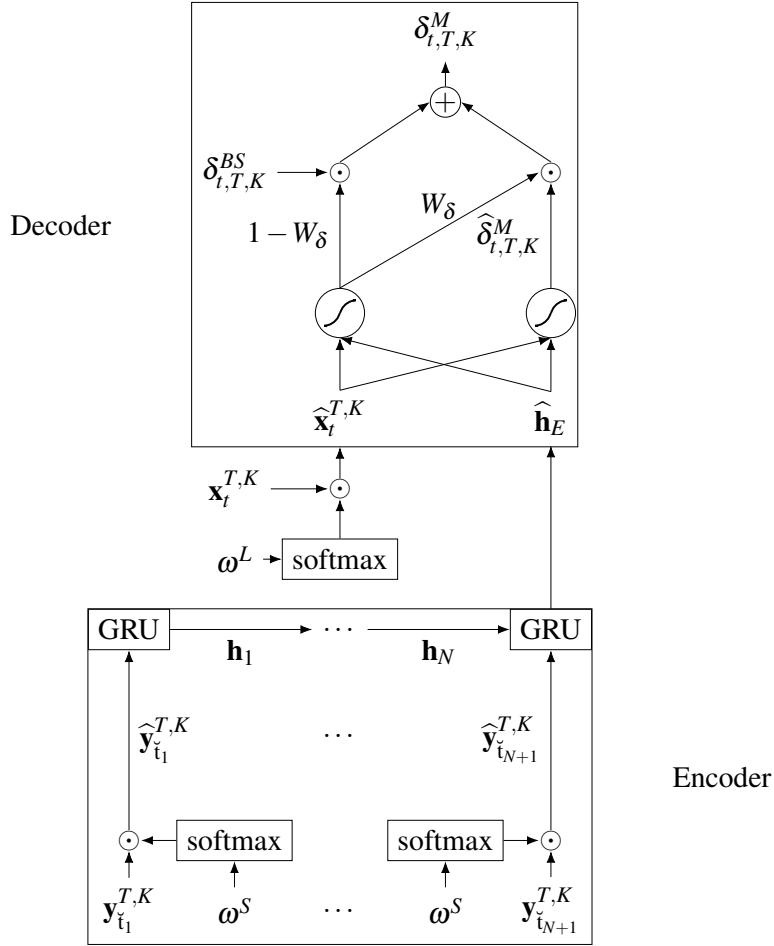 δ^M_{t,T,K}
+
δ^{BS}_{t,T,K}
W_δ
Decoder
1 − W_δ
δ̂^M_{t,T,K}
x̂_t^{T,K}
ĥ_E
x_t^{T,K}
ω^L softmax
GRU ⋯ GRU
h_1 h_N
ŷ^{T,K}_{ť_1} ⋯ ŷ^{T,K}_{ť_{N+1}}
Encoder
softmax softmax
y^{T,K}_{ť_1} ω^S ⋯ ω^S y^{T,K}_{ť_{N+1}}